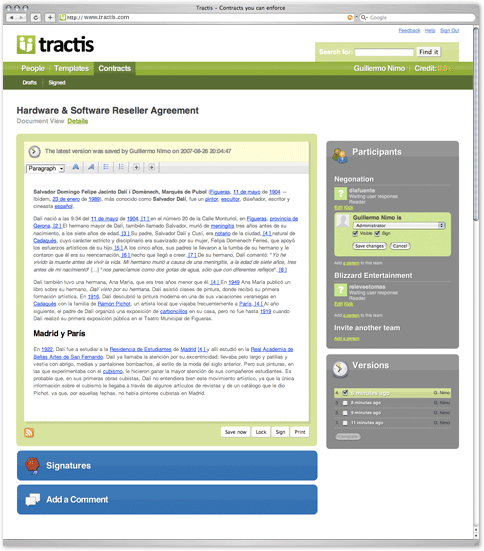 Tractis – Contracts you can enforce
http://www.tractis.com
Google
Feedback Help Sign Out
tractis
Search for: Find it
People Templates Contracts Guillermo Nimo Credit:
Drafts Signed
Hardware & Software Reseller Agreement
Document View Details
The latest version was saved by Guillermo Nimo on 2007-08-26 20:04:47
Paragraph
Salvador Domingo Felipe Jacinto Dalí i Domènech, Marqués de Pubol (Figueras, 11 de mayo de 1904 –
Ibídem, 23 de enero de 1989), más conocido como Salvador Dalí, fue un pintor, escultor, diseñador, escritor y
cineasta español.
Dalí nació a las 9:34 del 11 de mayo de 1904, [1] en el número 20 de la Calle Monturiol, en Figueras, provincia de
Gerona. [2] El hermano mayor de Dalí, también llamado Salvador, murió de meningitis tres años antes de su
nacimiento, el 1 de agosto de 1903. [3] Su padre, Salvador Dalí y Cusí, era notario de la ciudad, [4] natural de
Cadaqués, cuyo carácter estricto y disciplinario era suavizado por su mujer, Felipa Domenech Ferres, que apoyó
los esfuerzos artísticos de su hijo. [5] A los cinco años, sus padres le llevaron a la tumba de su hermano y le
contaron que él era su reencarnación, [6] hecho que llegó a creer. [7] De su hermano, Dalí comentó: "Yo he
vivido la muerte antes de vivir la vida. Mi hermano murió a causa de una meningitis, a la edad de siete años, tres
antes de mi nacimiento [...] "nos parecíamos como dos gotas de agua, sólo que con diferentes reflejos". [8]
Dalí también tuvo una hermana, Ana María, que era tres años menor que él. [4] En 1949 Ana María publicó un
libro sobre su hermano, Dalí visto por su hermana. Dalí asistió clases de pintura, donde recibió su primera
formación artística. En 1916, Dalí descubrió la pintura moderna en una de sus vacaciones veraniegas en
Cadaqués con la familia de Ramón Pichot, un artista local que viajaba frecuentemente a París. [4] Al año
siguiente, el padre de Dalí organizó una exposición de carboncillos en su casa, pero no fue hasta 1919 cuando
Dalí realizó su primera exposición pública en el Teatro Municipal de Figueras.
Madrid y París
En 1922, Dalí fue a estudiar a la Residencia de Estudiantes de Madrid [4] y allí estudió en la Real Academia de
Bellas Artes de San Fernando. Dalí ya llamaba la atención por su excentricidad: llevaba pelo largo y patillas y
vestía con abrigo, medias y pantalones bombachos, al estilo de la moda del siglo anterior. Pero sus pinturas, en
las que experimentaba con el cubismo, le hicieron ganar la mayor atención de sus compañeros estudiantes. Es
probable que, en sus primeras obras cubistas, Dalí no entendiera bien este movimiento artístico, ya que la única
información sobre el cubismo le llegaba a través de algunos artículos de revistas y de un catálogo que le dio
Pichot, ya que, por aquellas fechas, no había pintores cubistas en Madrid.
Save now Lock Sign Print
Signatures
Add a Comment
Participants
Negonation
dlafuente
Waiting user response
Reader
Edit Kick
Guillermo Nimo is
Administrator
Visible Sign
Save changes Cancel
Add a person to this team
Blizzard Entertainment
relevsetomas
Waiting user response
Reader
Edit Kick
Add a person to this team
Invite another team
Add a person
Versions
4. 6 minutes ago G. Nimo
3. 8 minutes ago G. Nimo
2. 9 minutes ago G. Nimo
1. 11 minutes ago G. Nimo
Compare